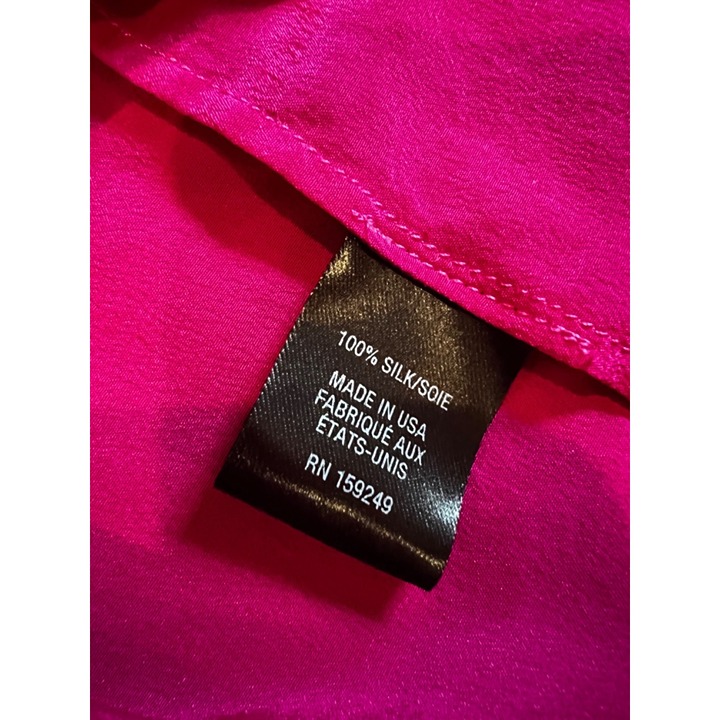 100% SILK/SOIE
MADE IN USA
FABRIQUÉ AUX
ÉTATS-UNIS
RN 159249